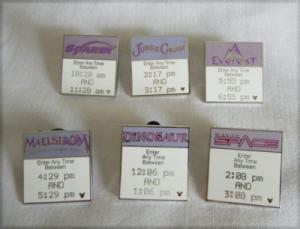 SPARK
Enter Any Time
Between
10:28 am
AND
11:28 am
JUNGLE CRUISE
Enter Any Time
Between
2:17 pm
AND
3:17 pm
EVEREST
Enter Any Time
Between
5:55 pm
AND
6:55 pm
MAELSTROM
Enter Any Time
Between
4:29 pm
AND
5:29 pm
DINOSAUR
Enter
Any Time
Between
12:06 pm
AND
1:06 pm
MISSION
SPACE
Enter
Any Time
Between
2:08 pm
AND
3:08 pm